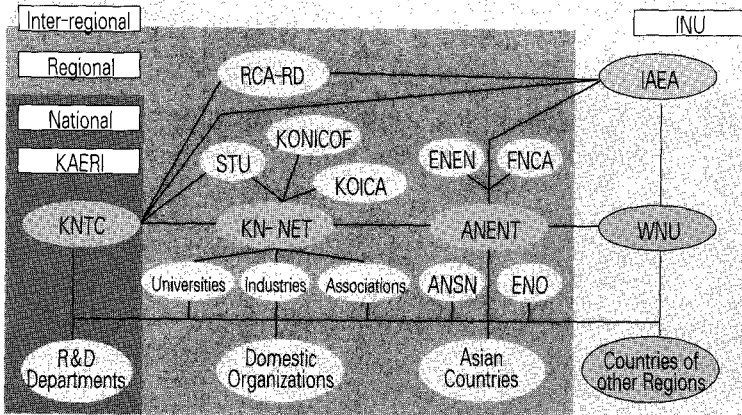 Inter-regional
INU
Regional
RCA-RD
IAEA
National
KONICOF
KAERI
STU
ENEN
FNCA
KOICA
KNTC
KN-NET
ANENT
WNU
Universities
Industries
Associations
ANSN
ENO
R&D
Departments
Domestic
Organizations
Asian
Countries
Countries of
other Regions